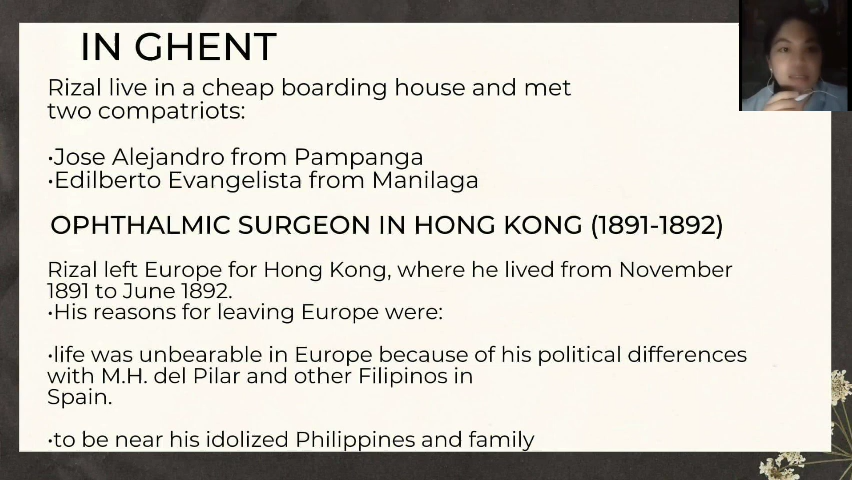 IN GHENT
Rizal live in a cheap boarding house and met
two compatriots:
•Jose Alejandro from Pampanga
•Edilberto Evangelista from Manilaga
OPHTHALMIC SURGEON IN HONG KONG (1891-1892)
Rizal left Europe for Hong Kong, where he lived from November
1891 to June 1892.
•His reasons for leaving Europe were:
•life was unbearable in Europe because of his political differences
with M.H. del Pilar and other Filipinos in
Spain.
•to be near his idolized Philippines and family